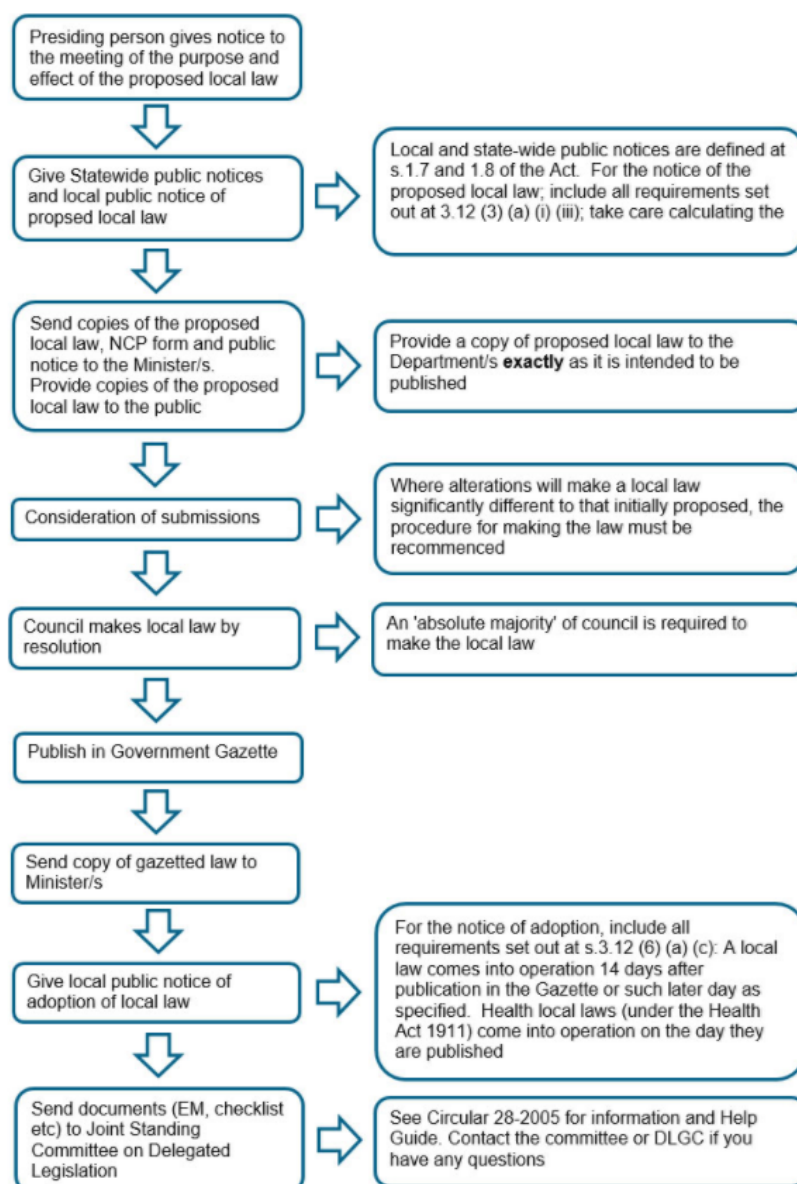 Presiding person gives notice to
the meeting of the purpose and
effect of the proposed local law
Give Statewide public notices
and local public notice of
propsed local law
Local and state-wide public notices are defined at
s.1.7 and 1.8 of the Act. For the notice of the
proposed local law; include all requirements set
out at 3.12 (3) (a) (i) (iii); take care calculating the
Send copies of the proposed
local law, NCP form and public
notice to the Minister/s.
Provide copies of the proposed
local law to the public
Provide a copy of proposed local law to the
Department/s exactly as it is intended to be
published
Consideration of submissions
Where alterations will make a local law
significantly different to that initially proposed, the
procedure for making the law must be
recommenced
Council makes local law by
resolution
An 'absolute majority' of council is required to
make the local law
Publish in Government Gazette
Send copy of gazetted law to
Minister/s
Give local public notice of
adoption of local law
For the notice of adoption, include all
requirements set out at s.3.12 (6) (a) (c): A local
law comes into operation 14 days after
publication in the Gazette or such later day as
specified. Health local laws (under the Health
Act 1911) come into operation on the day they
are published
Send documents (EM, checklist
etc) to Joint Standing
Committee on Delegated
Legislation
See Circular 28-2005 for information and Help
Guide. Contact the committee or DLGC if you
have any questions